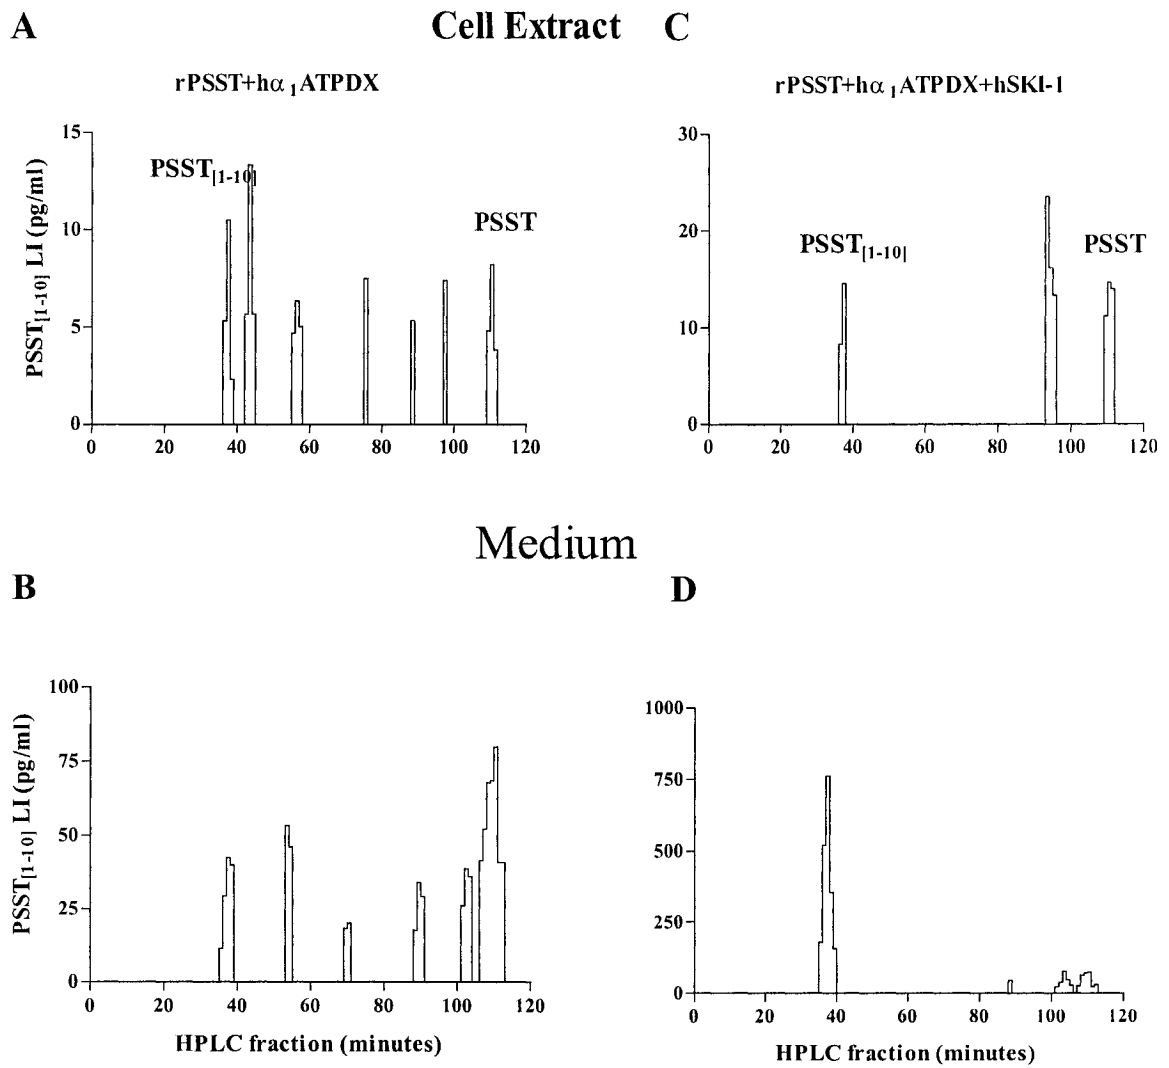 A
Cell Extract
C
rPSST+hα1ATPDX
rPSST+hα1ATPDX+hSKI-1
PSST[1-10] LI (pg/ml)
15
10
5
0
PSST[1-10]
PSST
0 20 40 60 80 100 120
30
20
10
0
PSST[1-10]
PSST
0 20 40 60 80 100 120
Medium
B
D
PSST[1-10] LI (pg/ml)
100
75
50
25
0
0 20 40 60 80 100 120
HPLC fraction (minutes)
1000
750
500
250
0
0 20 40 60 80 100 120
HPLC fraction (minutes)